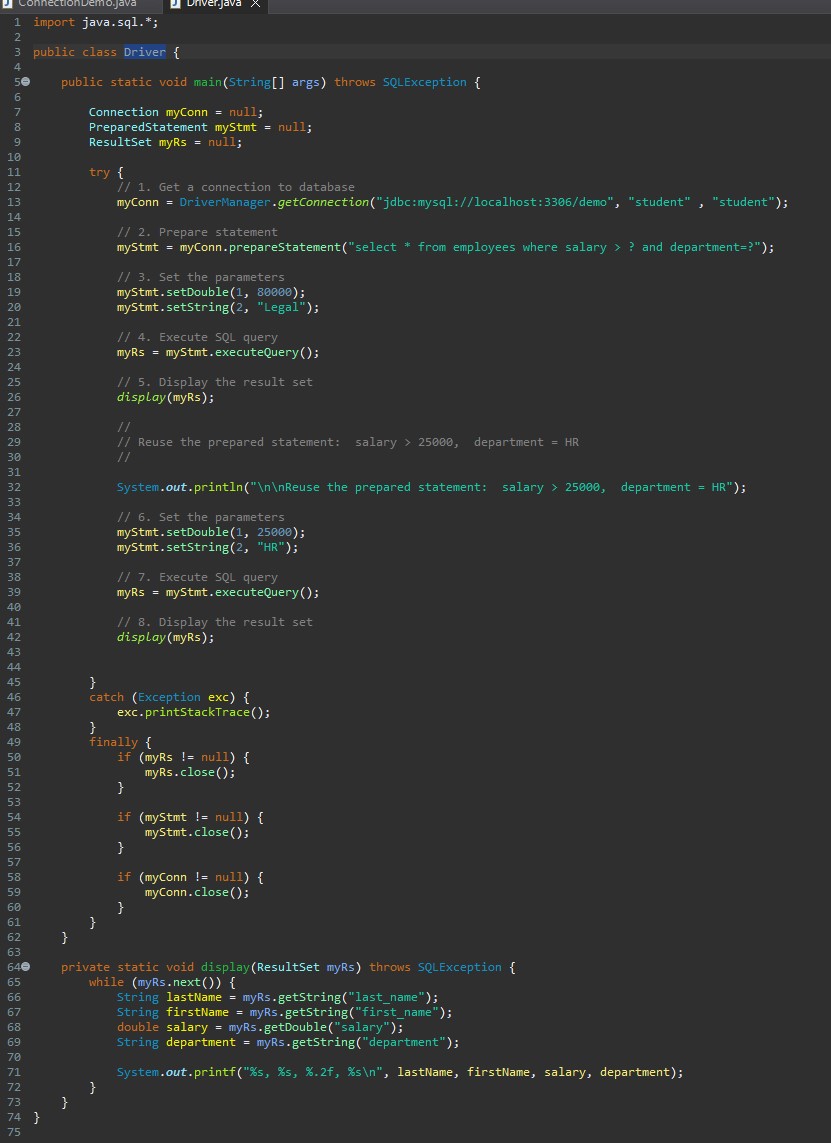 ConnectionDemo.java Driver.java
1 import java.sql.*;
2
3 public class Driver {
4
5 public static void main(String[] args) throws SQLException {
6
7 Connection myConn = null;
8 PreparedStatement myStmt = null;
9 ResultSet myRs = null;
10
11 try {
12 // 1. Get a connection to database
13 myConn = DriverManager.getConnection("jdbc:mysql://localhost:3306/demo", "student" , "student");
14
15 // 2. Prepare statement
16 myStmt = myConn.prepareStatement("select * from employees where salary > ? and department=?");
17
18 // 3. Set the parameters
19 myStmt.setDouble(1, 80000);
20 myStmt.setString(2, "Legal");
21
22 // 4. Execute SQL query
23 myRs = myStmt.executeQuery();
24
25 // 5. Display the result set
26 display(myRs);
27
28 //
29 // Reuse the prepared statement:  salary > 25000,  department = HR
30 //
31
32 System.out.println("\n\nReuse the prepared statement:  salary > 25000,  department = HR");
33
34 // 6. Set the parameters
35 myStmt.setDouble(1, 25000);
36 myStmt.setString(2, "HR");
37
38 // 7. Execute SQL query
39 myRs = myStmt.executeQuery();
40
41 // 8. Display the result set
42 display(myRs);
43
44
45 }
46 catch (Exception exc) {
47 exc.printStackTrace();
48 }
49 finally {
50 if (myRs != null) {
51 myRs.close();
52 }
53
54 if (myStmt != null) {
55 myStmt.close();
56 }
57
58 if (myConn != null) {
59 myConn.close();
60 }
61 }
62 }
63
64 private static void display(ResultSet myRs) throws SQLException {
65 while (myRs.next()) {
66 String lastName = myRs.getString("last_name");
67 String firstName = myRs.getString("first_name");
68 double salary = myRs.getDouble("salary");
69 String department = myRs.getString("department");
70
71 System.out.printf("%s, %s, %.2f, %s\n", lastName, firstName, salary, department);
72 }
73 }
74 }
75